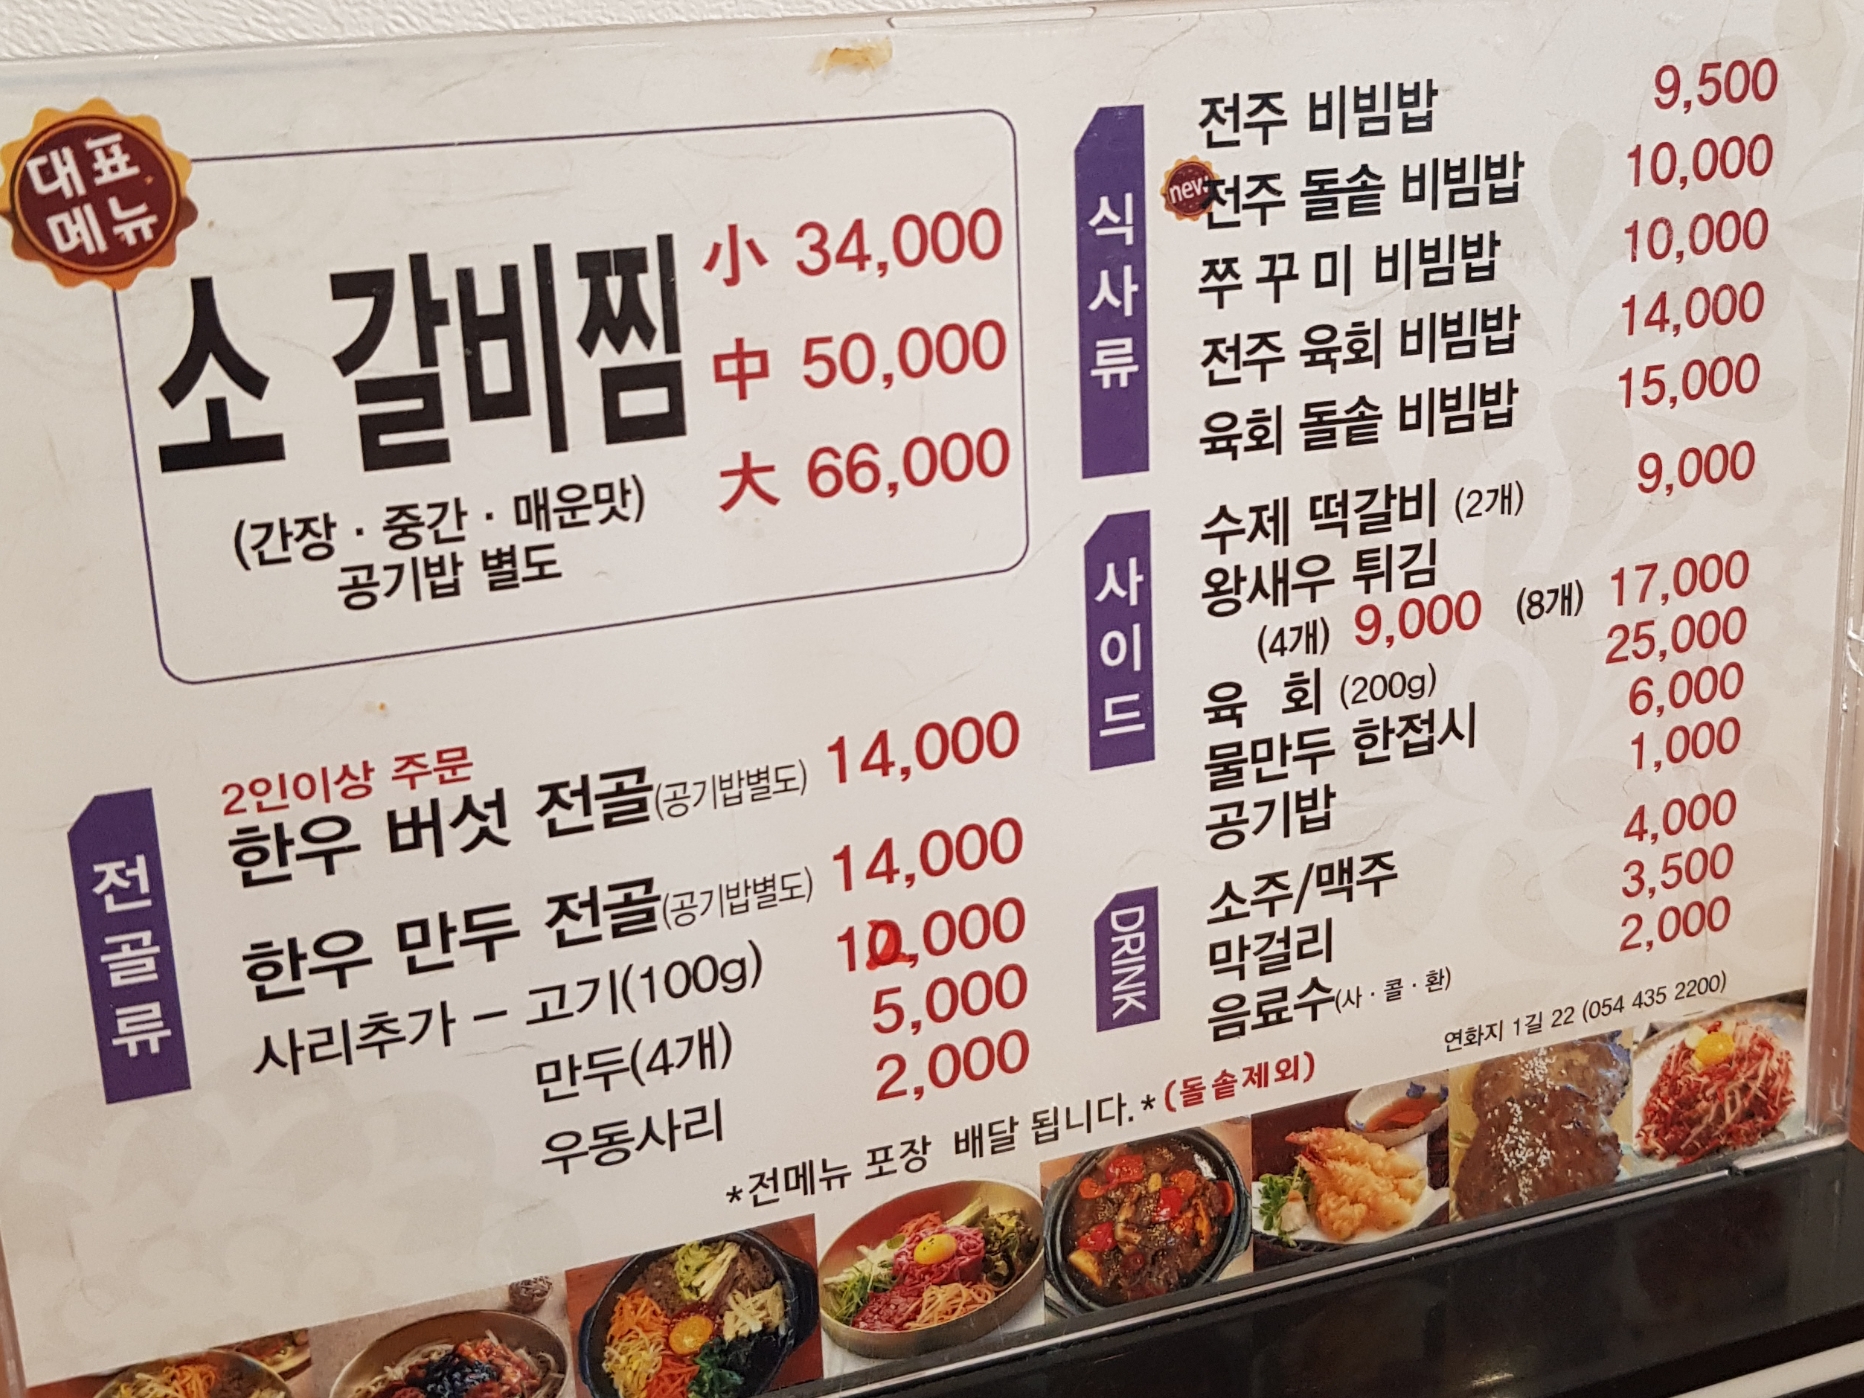 대표
메뉴
소 갈비찜
小 34,000
中 50,000
大 66,000
(간장 · 중간 · 매운맛)
공기밥 별도
전골류
2인이상 주문
한우 버섯 전골(공기밥별도) 14,000
한우 만두 전골(공기밥별도) 14,000
사리추가 - 고기(100g) 12,000
만두(4개) 5,000
우동사리 2,000
식사류
전주 비빔밥 9,500
new 전주 돌솥 비빔밥 10,000
쭈꾸미 비빔밥 10,000
전주 육회 비빔밥 14,000
육회 돌솥 비빔밥 15,000
사이드
수제 떡갈비 (2개) 9,000
왕새우 튀김
(4개) 9,000 (8개) 17,000
육 회 (200g) 25,000
물만두 한접시 6,000
공기밥 1,000
DRINK
소주/맥주 4,000
막걸리 3,500
음료수(사 · 콜 · 환) 2,000
연화지 1길 22 (054 435 2200)
*전메뉴 포장 배달 됩니다.* (돌솥제외)